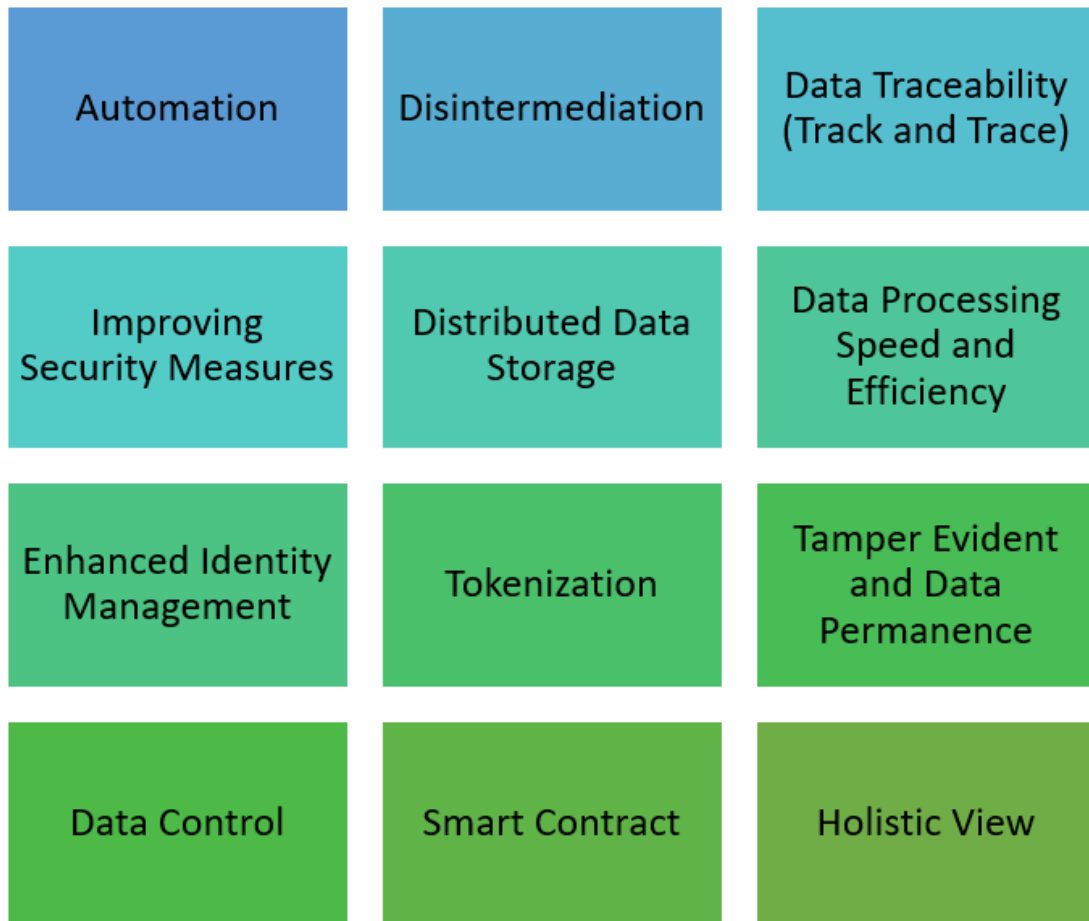 Automation
Disintermediation
Data Traceability
(Track and Trace)
Improving
Security Measures
Distributed Data
Storage
Data Processing
Speed and
Efficiency
Enhanced Identity
Management
Tokenization
Tamper Evident
and Data
Permanence
Data Control
Smart Contract
Holistic View